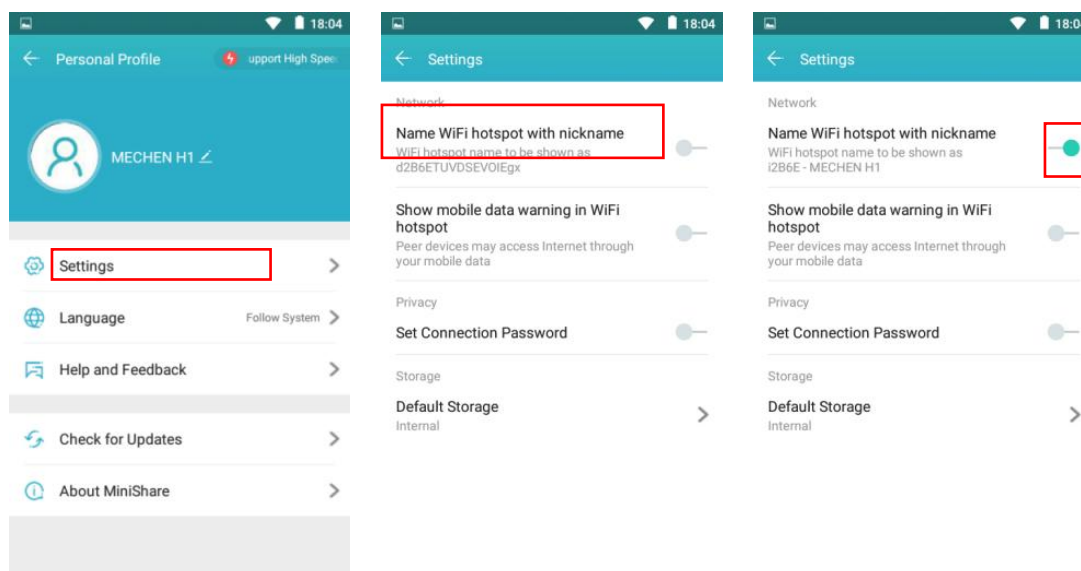 18:04
Personal Profile
upport High Spee
MECHEN H1
Settings
Language Follow System
Help and Feedback
Check for Updates
About MiniShare
18:04
Settings
Network
Name WiFi hotspot with nickname
WiFi hotspot name to be shown as
d2B6ETUVDSEVOIEgx
Show mobile data warning in WiFi
hotspot
Peer devices may access Internet through
your mobile data
Privacy
Set Connection Password
Storage
Default Storage
Internal
18:04
Settings
Network
Name WiFi hotspot with nickname
WiFi hotspot name to be shown as
i2B6E - MECHEN H1
Show mobile data warning in WiFi
hotspot
Peer devices may access Internet through
your mobile data
Privacy
Set Connection Password
Storage
Default Storage
Internal